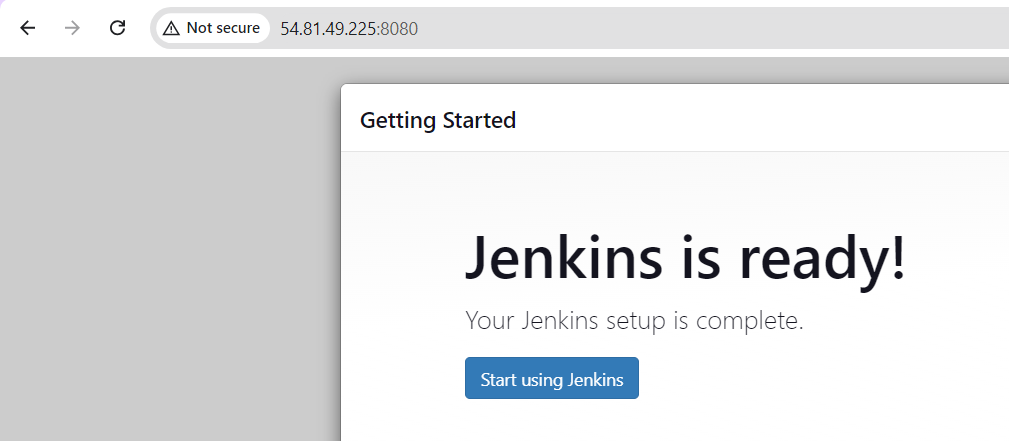 Not secure 54.81.49.225:8080
Getting Started
Jenkins is ready!
Your Jenkins setup is complete.
Start using Jenkins